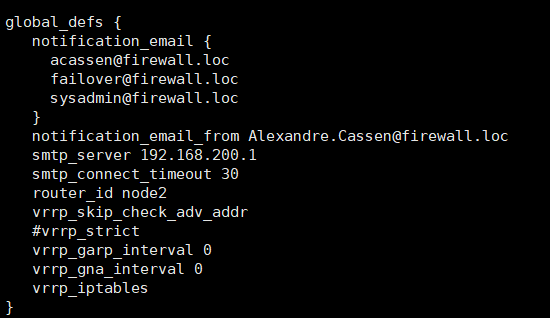 global_defs {
   notification_email {
     acassen@firewall.loc
     failover@firewall.loc
     sysadmin@firewall.loc
   }
   notification_email_from Alexandre.Cassen@firewall.loc
   smtp_server 192.168.200.1
   smtp_connect_timeout 30
   router_id node2
   vrrp_skip_check_adv_addr
   #vrrp_strict
   vrrp_garp_interval 0
   vrrp_gna_interval 0
   vrrp_iptables
}